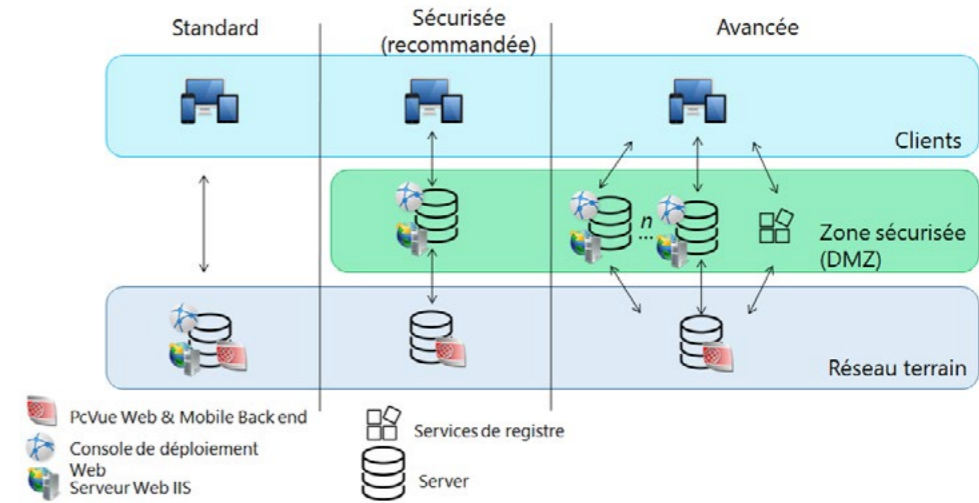 Standard
Sécurisée
(recommandée)
Avancée
Clients
n
...
Zone sécurisée
(DMZ)
Réseau terrain
PcVue Web & Mobile Back end
Console de déploiement
Web
Serveur Web IIS
Services de registre
Server